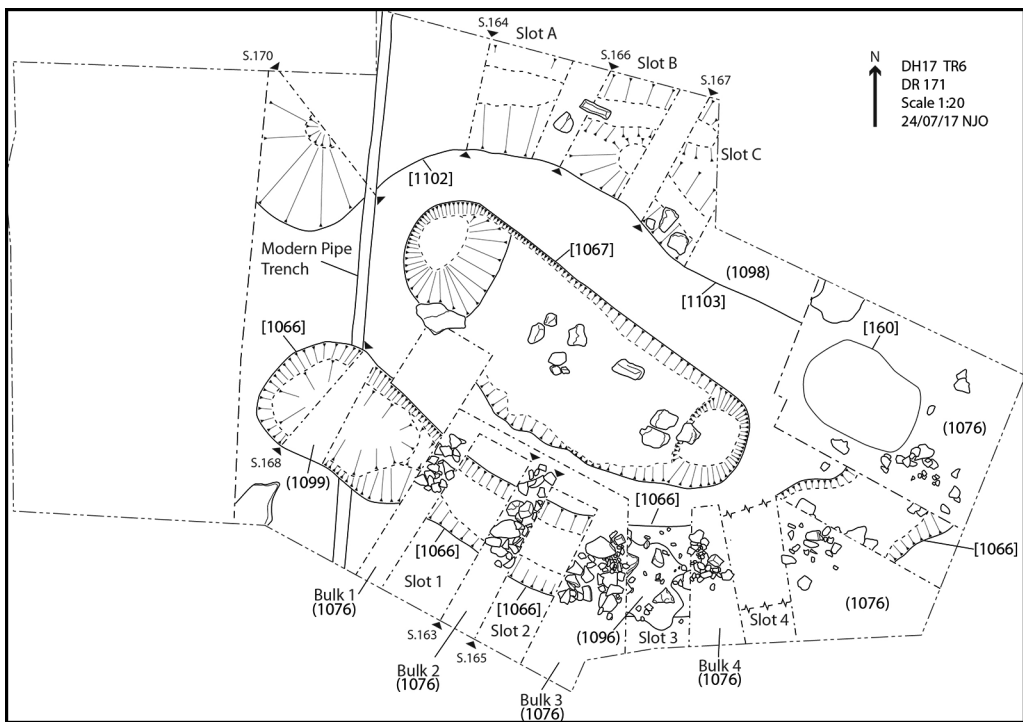 S.164
Slot A
S.170
S.166
Slot B
S.167
N
DH17 TR6
DR 171
Scale 1:20
24/07/17 NJO
Slot C
[1102]
Modern Pipe
Trench
[1067]
(1098)
[1103]
[1066]
[160]
(1076)
S.168
(1099)
[1066]
[1066]
[1066]
Bulk 1
(1076)
Slot 1
[1066]
(1076)
S.163
Slot 2
(1096)
Slot 3
Slot 4
S.165
Bulk 2
(1076)
Bulk 4
(1076)
Bulk 3
(1076)